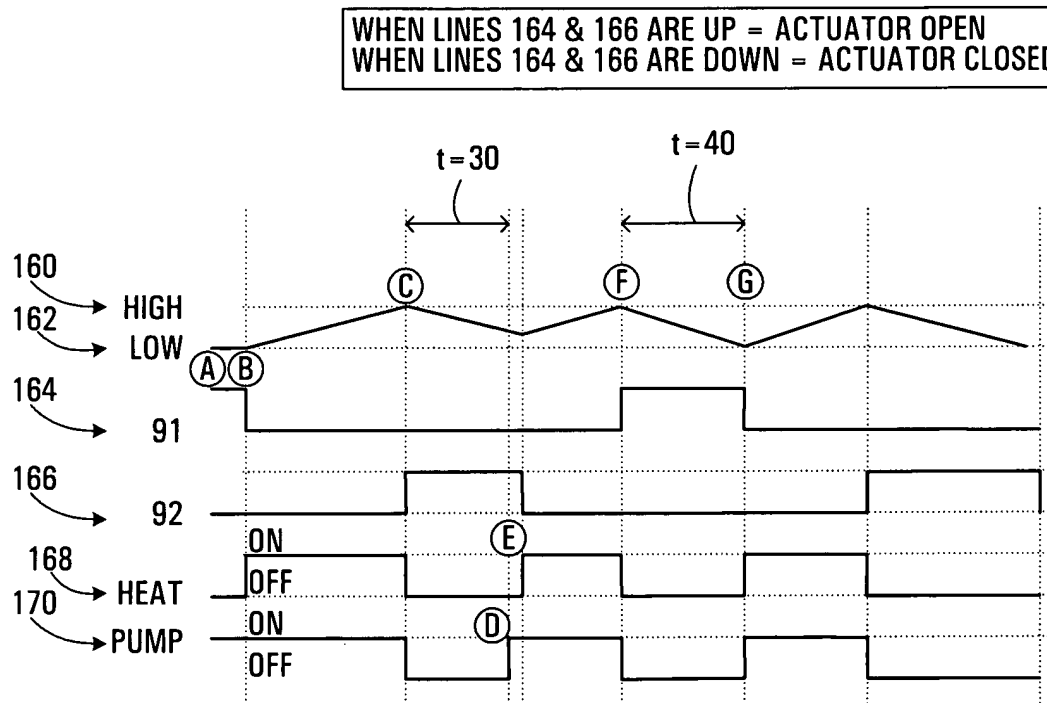 WHEN LINES 164 & 166 ARE UP = ACTUATOR OPEN
WHEN LINES 164 & 166 ARE DOWN = ACTUATOR CLOSED
t=30
t=40
160
HIGH
C
F
G
162
LOW
A
B
164
91
166
92
E
ON
168
OFF
HEAT
170
ON
D
PUMP
OFF